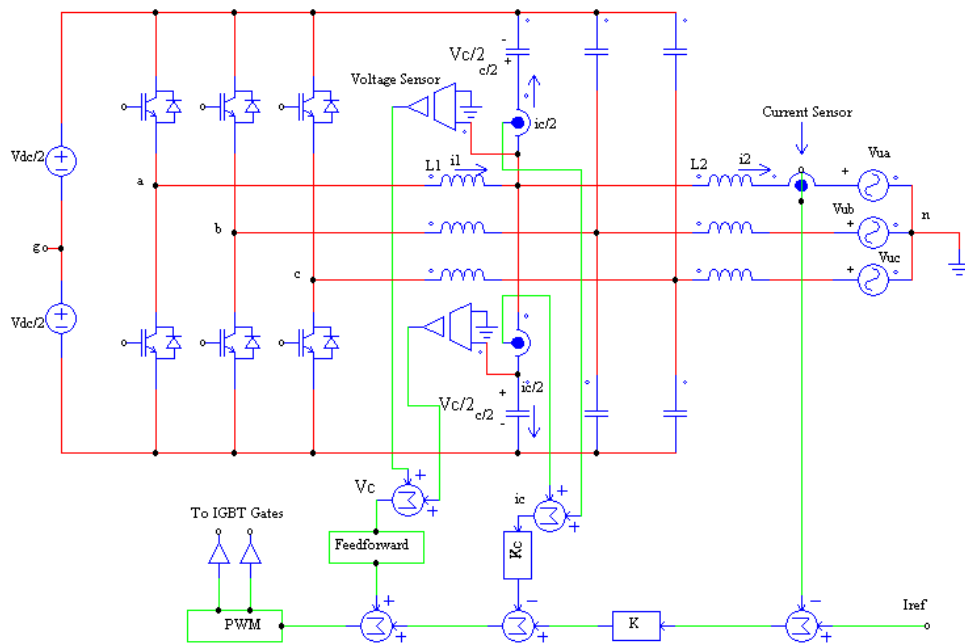 Vc/2
-
+
c/2
Voltage Sensor
ic/2
Current Sensor
Vdc/2
+
-
a
L1
i1
L2
i2
+
Vua
g
b
+
Vub
n
c
+
Vuc
Vdc/2
+
-
ic/2
+
Vc/2
c/2
-
Vc
+
Σ
+
ic
+
Σ
+
To IGBT Gates
Feedforward
Kc
PWM
+
Σ
+
-
Σ
+
K
-
Σ
+
Iref